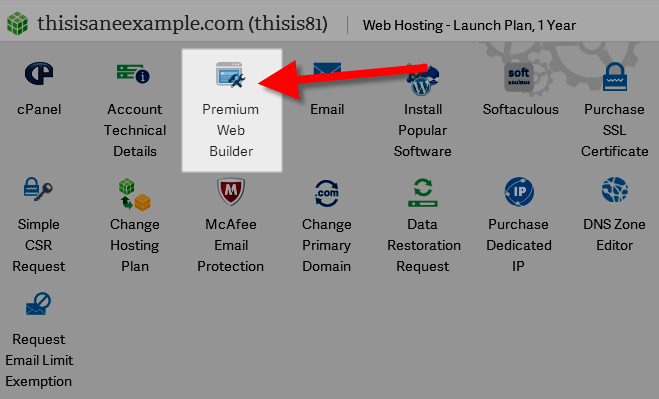 thisisaneexample.com (thisis81) Web Hosting - Launch Plan, 1 Year
soft
aculous
cPanel Account Premium Email Install Softaculous Purchase
Technical Web Popular SSL
Details Builder Software Certificate
.com IP
Simple Change McAfee Change Data Purchase DNS Zone
CSR Hosting Email Primary Restoration Dedicated Editor
Request Plan Protection Domain Request IP
Request
Email Limit
Exemption